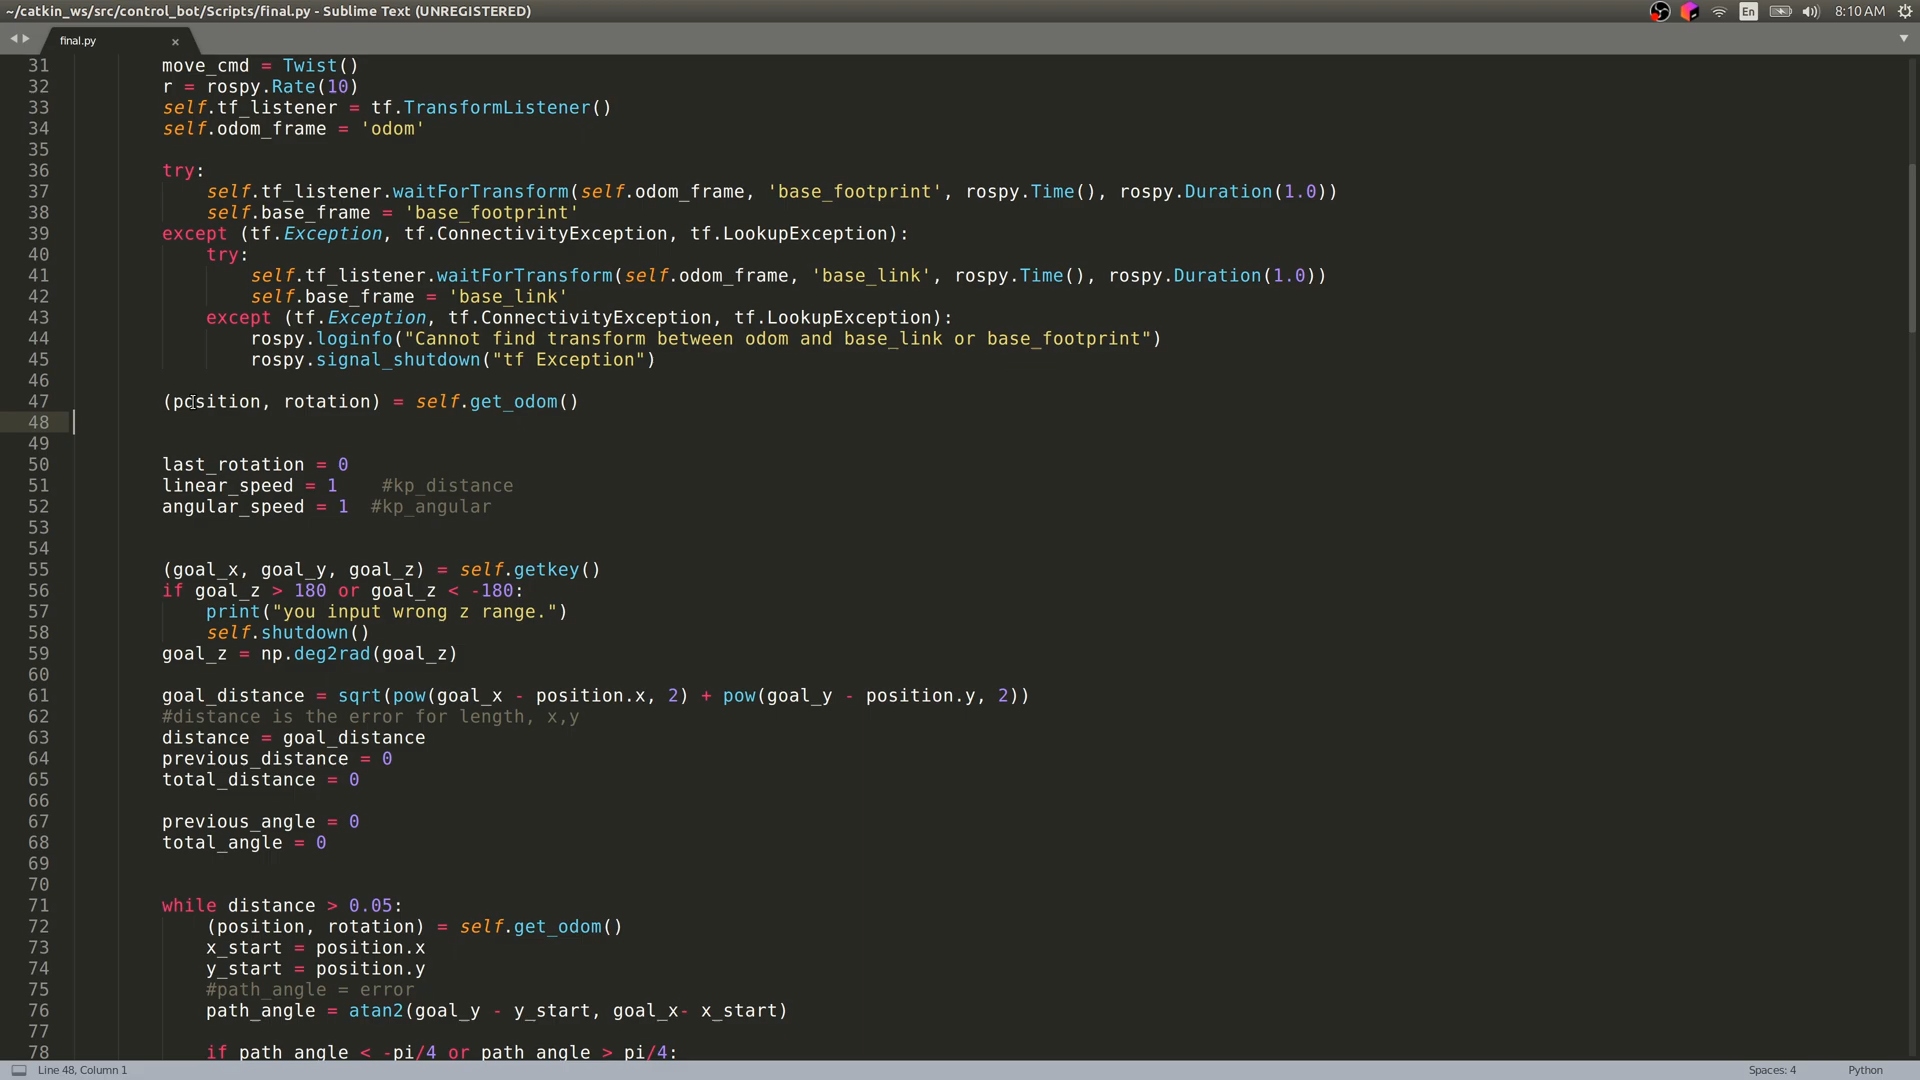 ~/catkin_ws/src/control_bot/Scripts/final.py - Sublime Text (UNREGISTERED)
En
8:10 AM
final.py ×
31 move_cmd = Twist()
32 r = rospy.Rate(10)
33 self.tf_listener = tf.TransformListener()
34 self.odom_frame = 'odom'
35
36 try:
37 self.tf_listener.waitForTransform(self.odom_frame, 'base_footprint', rospy.Time(), rospy.Duration(1.0))
38 self.base_frame = 'base_footprint'
39 except (tf.Exception, tf.ConnectivityException, tf.LookupException):
40 try:
41 self.tf_listener.waitForTransform(self.odom_frame, 'base_link', rospy.Time(), rospy.Duration(1.0))
42 self.base_frame = 'base_link'
43 except (tf.Exception, tf.ConnectivityException, tf.LookupException):
44 rospy.loginfo("Cannot find transform between odom and base_link or base_footprint")
45 rospy.signal_shutdown("tf Exception")
46
47 (position, rotation) = self.get_odom()
48
49
50 last_rotation = 0
51 linear_speed = 1 #kp_distance
52 angular_speed = 1 #kp_angular
53
54
55 (goal_x, goal_y, goal_z) = self.getkey()
56 if goal_z > 180 or goal_z < -180:
57 print("you input wrong z range.")
58 self.shutdown()
59 goal_z = np.deg2rad(goal_z)
60
61 goal_distance = sqrt(pow(goal_x - position.x, 2) + pow(goal_y - position.y, 2))
62 #distance is the error for length, x,y
63 distance = goal_distance
64 previous_distance = 0
65 total_distance = 0
66
67 previous_angle = 0
68 total_angle = 0
69
70
71 while distance > 0.05:
72 (position, rotation) = self.get_odom()
73 x_start = position.x
74 y_start = position.y
75 #path_angle = error
76 path_angle = atan2(goal_y - y_start, goal_x- x_start)
77
78 if path_angle < -pi/4 or path_angle > pi/4:
Line 48, Column 1
Spaces: 4
Python